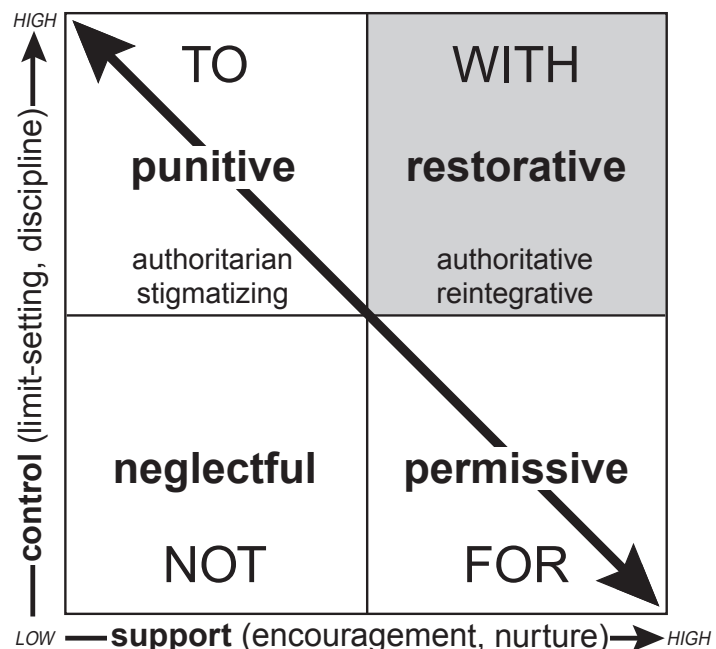 HIGH
TO
WITH
punitive
restorative
authoritarian
stigmatizing
authoritative
reintegrative
control (limit-setting, discipline)
neglectful
permissive
NOT
FOR
LOW
support (encouragement, nurture)
HIGH